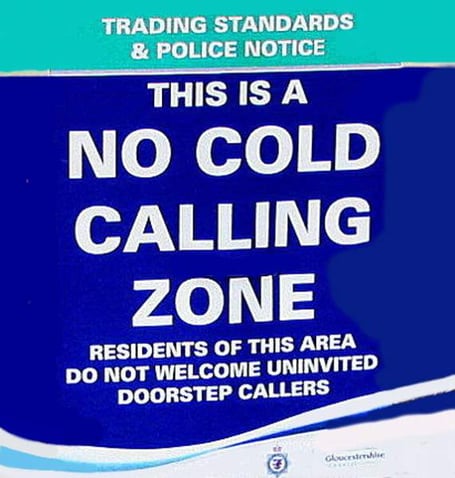 TRADING STANDARDS
& POLICE NOTICE
THIS IS A
NO COLD
CALLING
ZONE
RESIDENTS OF THIS AREA
DO NOT WELCOME UNINVITED
DOORSTEP CALLERS
Gloucestershire